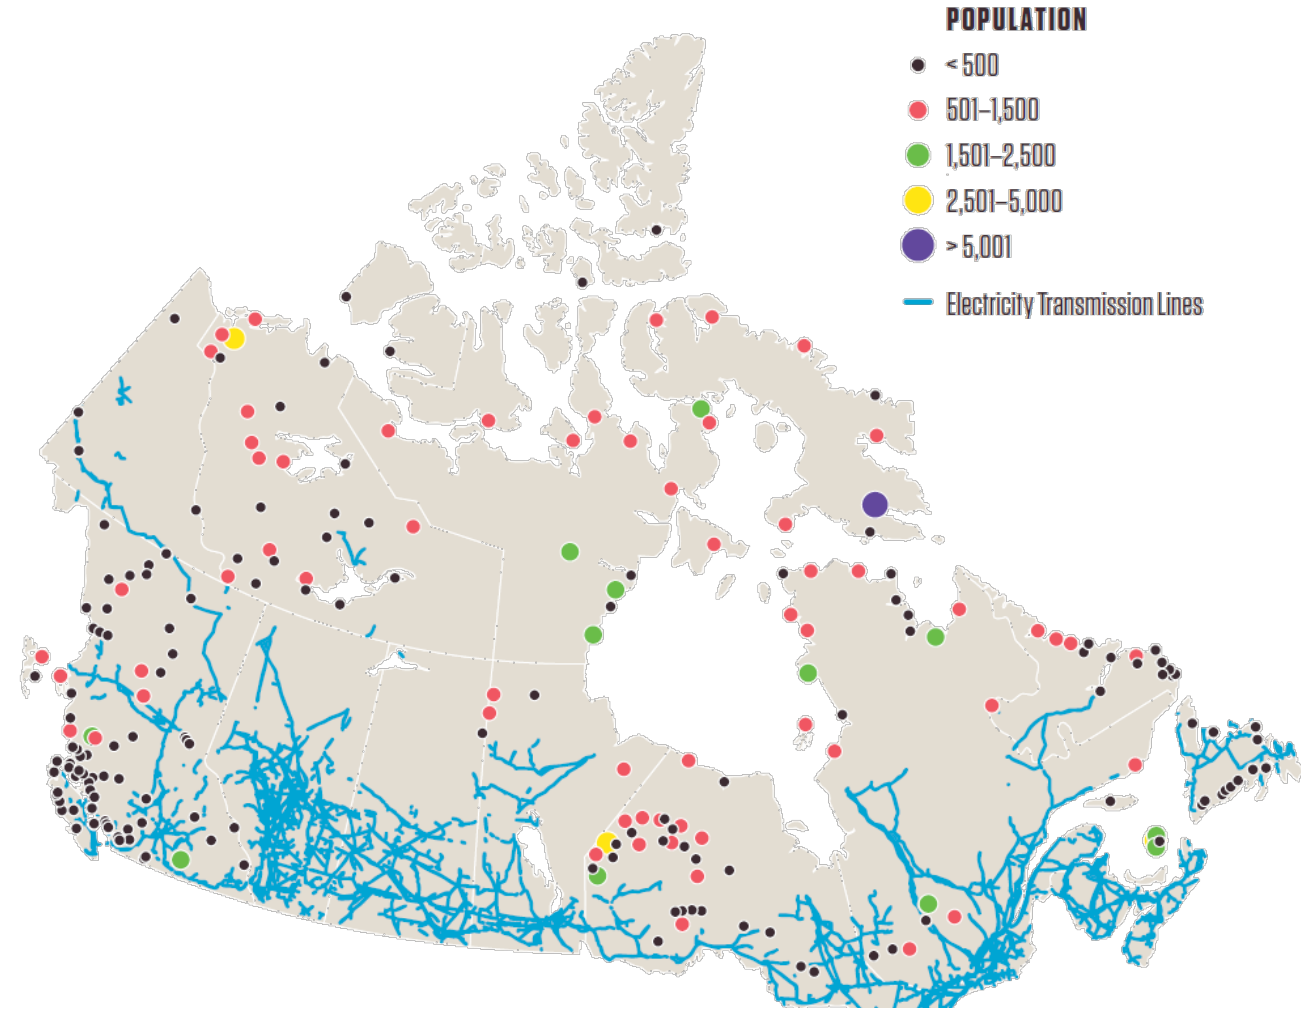 POPULATION
< 500
501–1,500
1,501–2,500
2,501–5,000
> 5,001
Electricity Transmission Lines